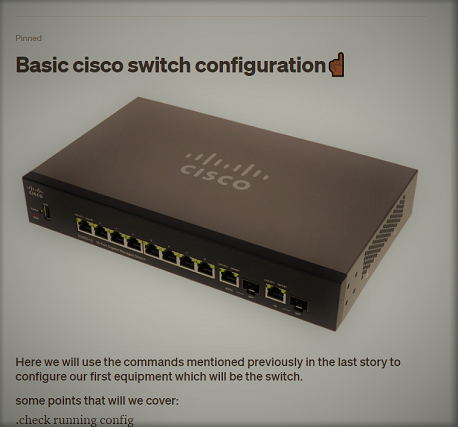 Pinned
Basic cisco switch configuration☝🏾
CISCO
Here we will use the commands mentioned previously in the last story to
configure our first equipment which will be the switch.
some points that will we cover:
.check running config